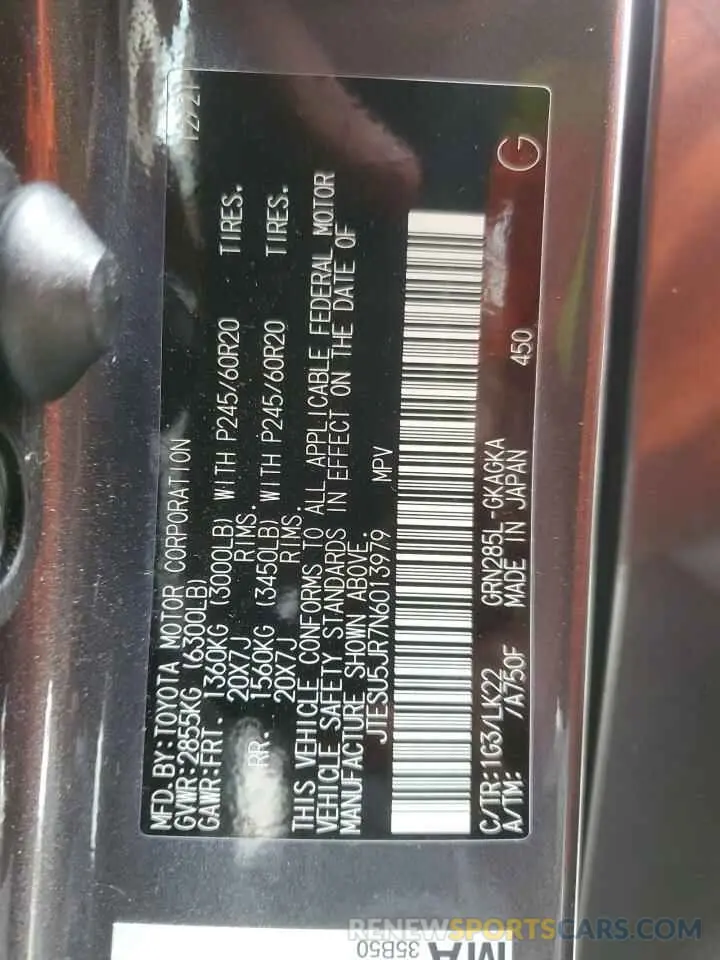 MFD.BY:TOYOTA MOTOR CORPORATION 12/21
GVWR:2855KG (6300LB)
GAWR:FRT. 1360KG (3000LB) WITH P245/60R20 TIRES.
20X7J RIMS.
RR. 1560KG (3450LB) WITH P245/60R20 TIRES.
20X7J RIMS.
THIS VEHICLE CONFORMS TO ALL APPLICABLE FEDERAL MOTOR
VEHICLE SAFETY STANDARDS IN EFFECT ON THE DATE OF
MANUFACTURE SHOWN ABOVE.
JTESU5JR7N6013979 MPV
C/TR:1G3/LK22 GRN285L-GKAGKA
A/TM: /A750F MADE IN JAPAN 450 G
MA
35B50
RENEWSPORTSCARS.COM